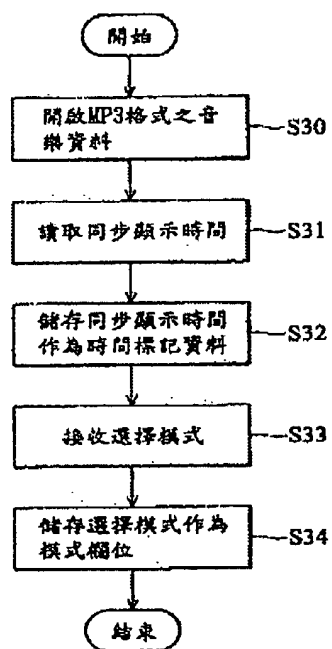 開始
開啟MP3格式之音
樂資料
S30
讀取同步顯示時間
S31
儲存同步顯示時間
作為時間標記資料
S32
接收選擇模式
S33
儲存選擇模式作為
模式欄位
S34
結束